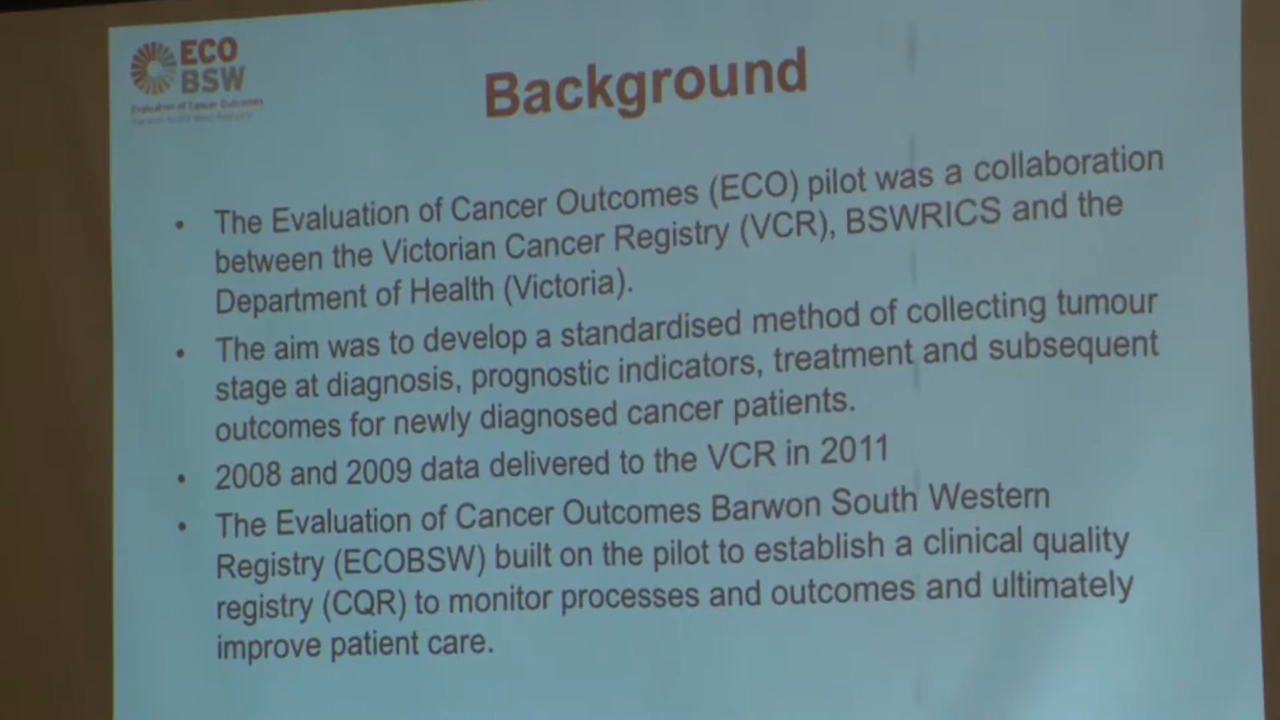 ECO
BSW
Evaluation of Cancer Outcomes
Background
• The Evaluation of Cancer Outcomes (ECO) pilot was a collaboration
between the Victorian Cancer Registry (VCR), BSWRICS and the
Department of Health (Victoria).
• The aim was to develop a standardised method of collecting tumour
stage at diagnosis, prognostic indicators, treatment and subsequent
outcomes for newly diagnosed cancer patients.
• 2008 and 2009 data delivered to the VCR in 2011
• The Evaluation of Cancer Outcomes Barwon South Western
Registry (ECOBSW) built on the pilot to establish a clinical quality
registry (CQR) to monitor processes and outcomes and ultimately
improve patient care.